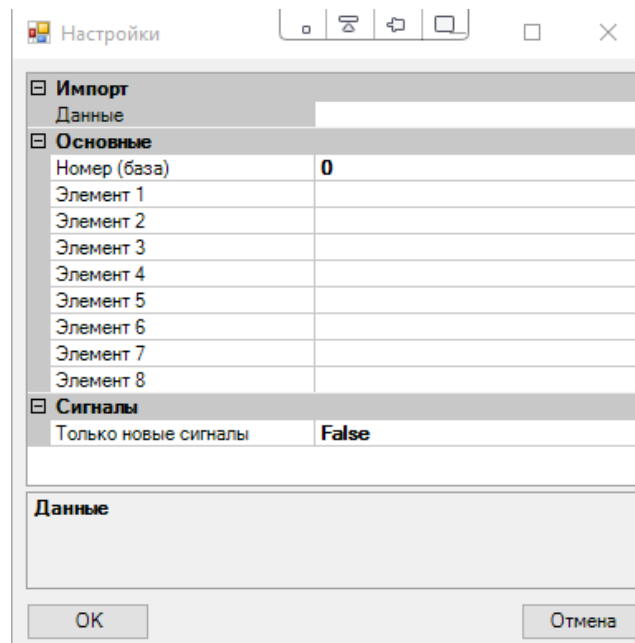 Настройки
Импорт
Данные
Основные
Номер (база) 0
Элемент 1
Элемент 2
Элемент 3
Элемент 4
Элемент 5
Элемент 6
Элемент 7
Элемент 8
Сигналы
Только новые сигналы False
Данные
OK Отмена